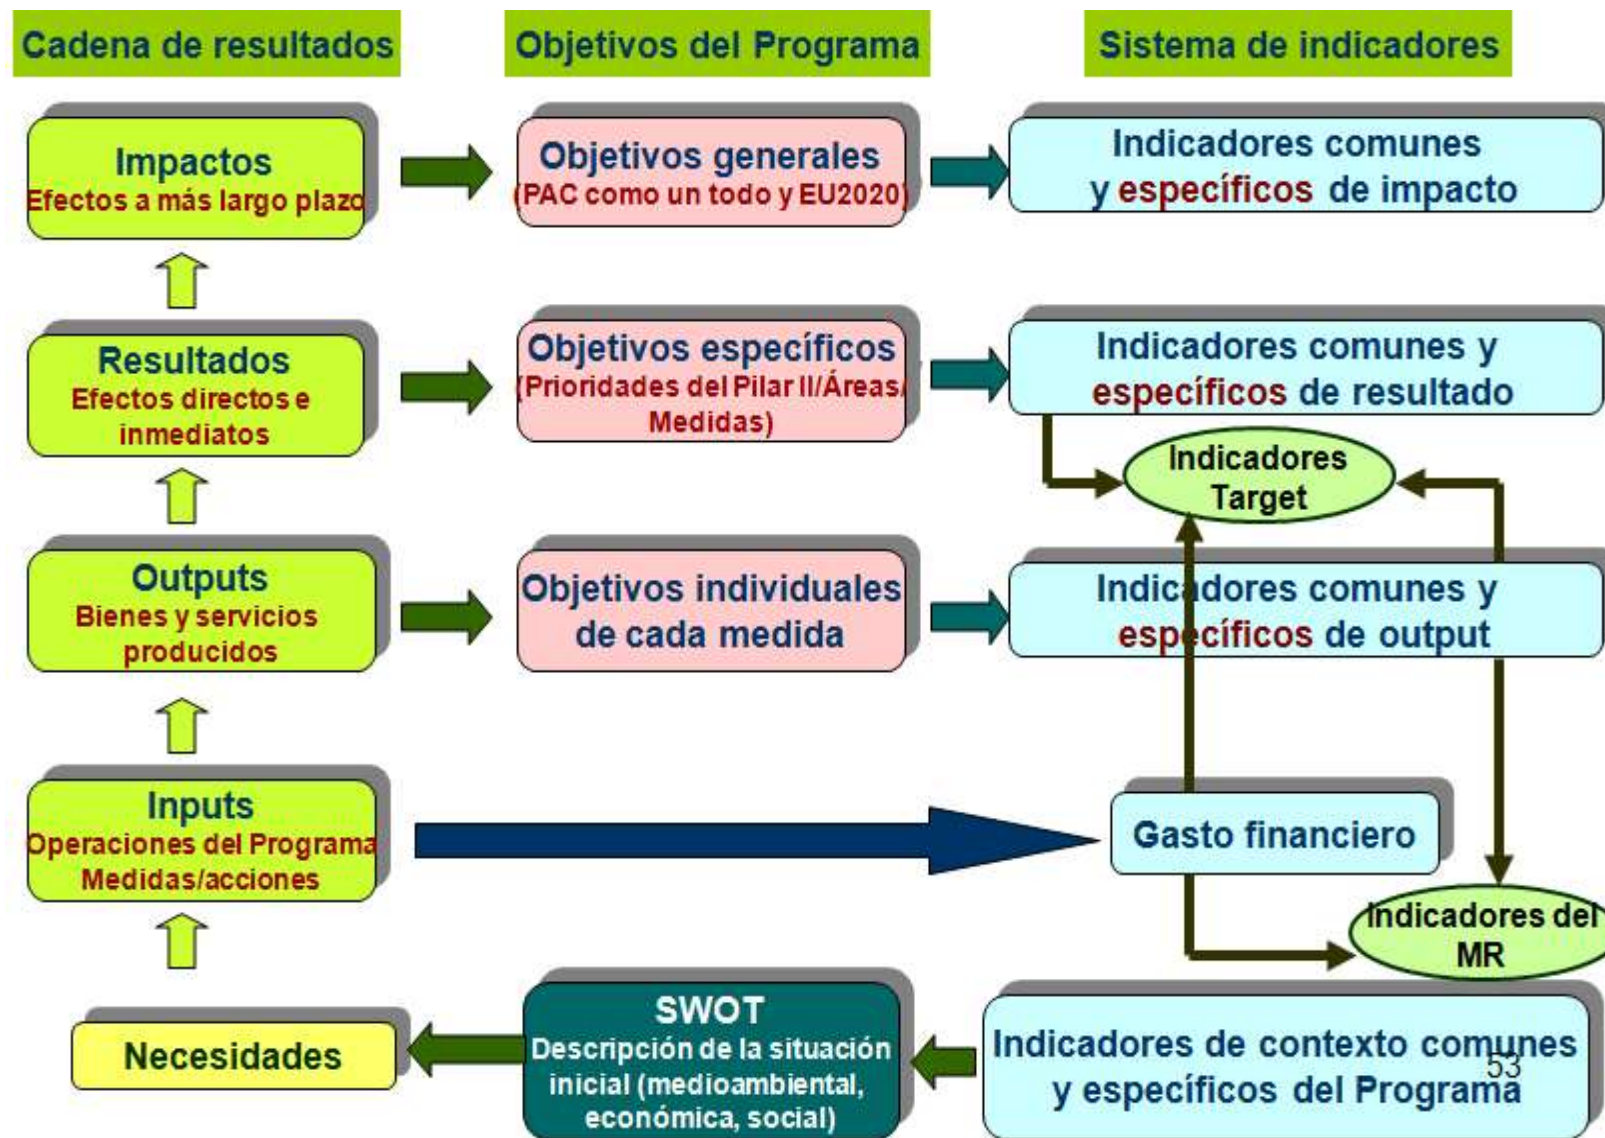 Cadena de resultados
Objetivos del Programa
Sistema de indicadores
Impactos
Efectos a más largo plazo
Objetivos generales
(PAC como un todo y EU2020)
Indicadores comunes
y específicos de impacto
Resultados
Efectos directos e
inmediatos
Objetivos específicos
(Prioridades del Pilar II/Áreas/
Medidas)
Indicadores comunes y
específicos de resultado
Indicadores
Target
Outputs
Bienes y servicios
producidos
Objetivos individuales
de cada medida
Indicadores comunes y
específicos de output
Inputs
Operaciones del Programa
Medidas/acciones
Gasto financiero
Indicadores del
MR
Necesidades
SWOT
Descripción de la situación
inicial (medioambiental,
económica, social)
Indicadores de contexto comunes
y específicos del Programa
53